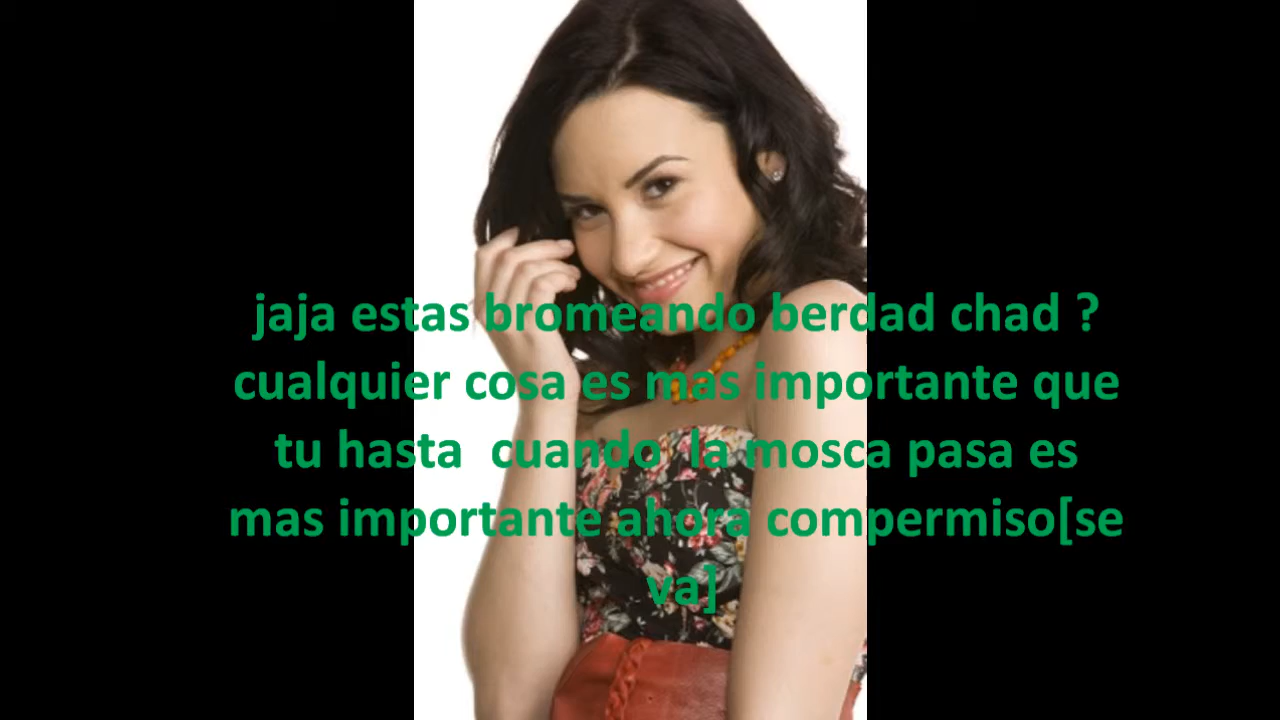 jaja estas bromeando berdad chad ?
cualquier cosa es mas importante que
tu hasta  cuando  la mosca pasa es
mas importante ahora compermiso[se
va]